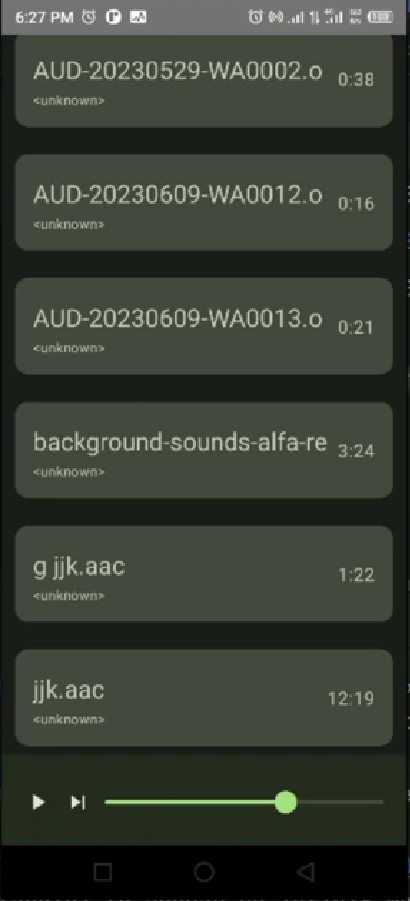 6:27 PM
AUD-20230529-WA0002.o
0:38
<unknown>
AUD-20230609-WA0012.o
0:16
<unknown>
AUD-20230609-WA0013.o
0:21
<unknown>
background-sounds-alfa-re
3:24
<unknown>
g jjk.aac
1:22
<unknown>
jjk.aac
12:19
<unknown>